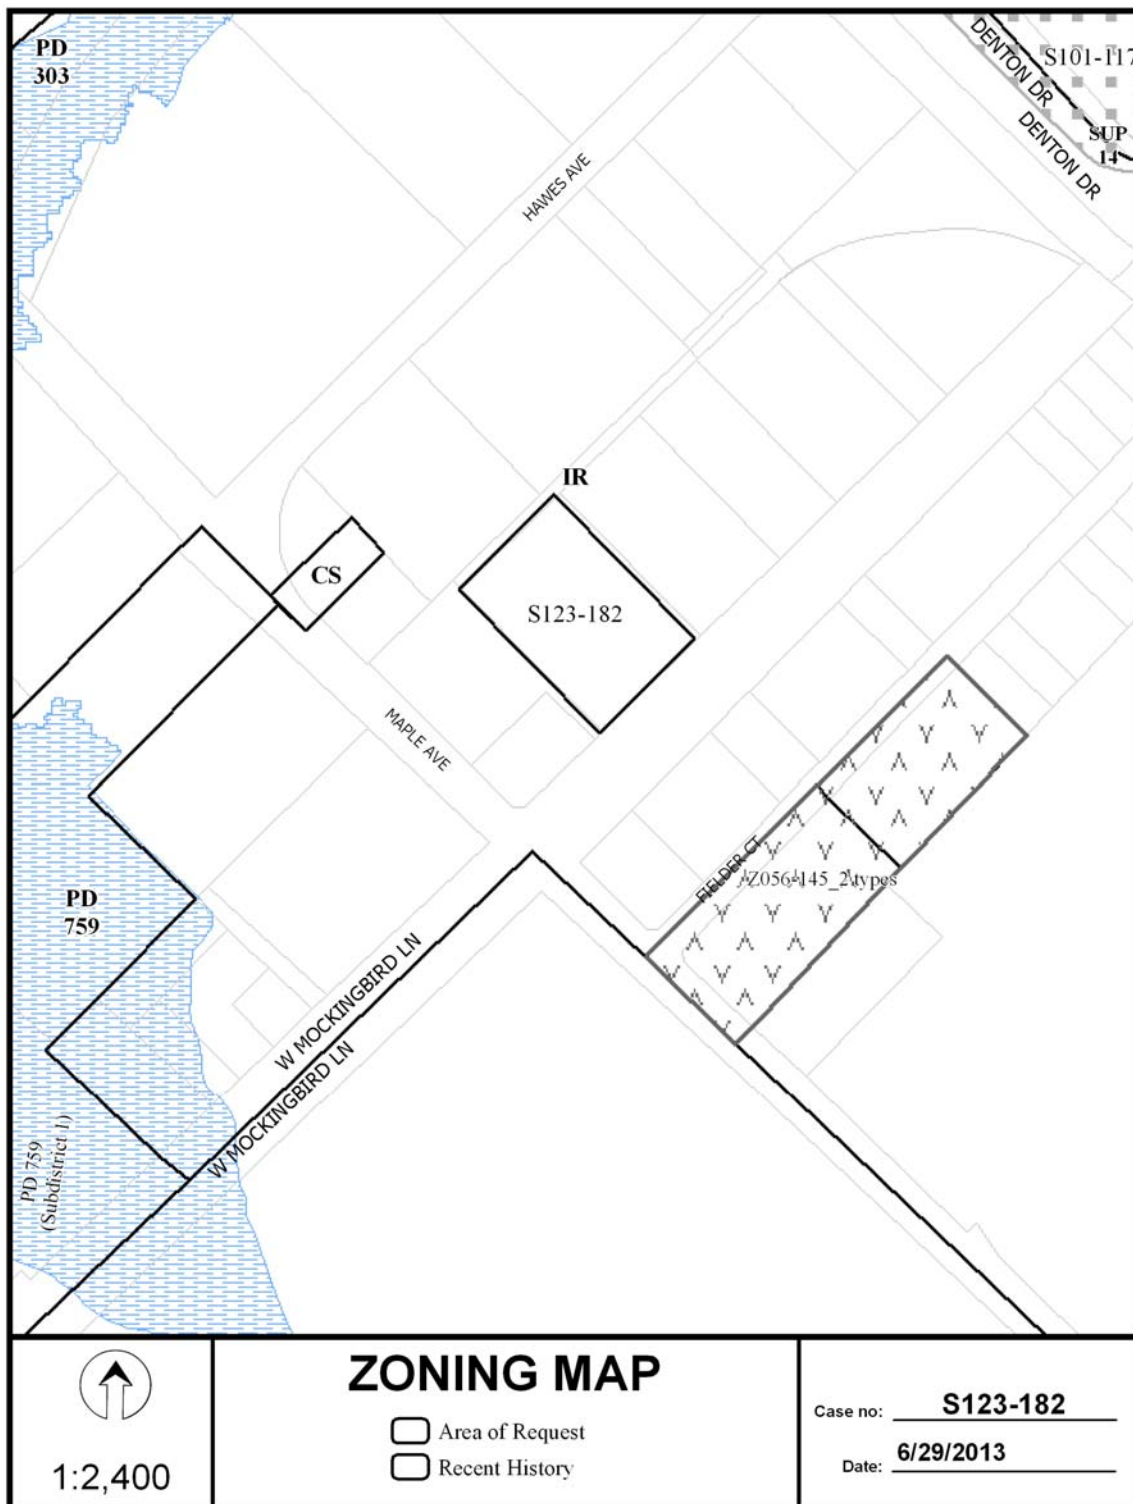 PD
303
S101-117
DENTON DR
SUP
14
DENTON DR
HAWES AVE
IR
CS
S123-182
MAPLE AVE
FIELDER CT
Z056-145_2 types
PD
759
W MOCKINGBIRD LN
W MOCKINGBIRD LN
PD 759
(Subdistrict 1)
1:2,400
ZONING MAP
Area of Request
Recent History
Case no: S123-182
Date: 6/29/2013